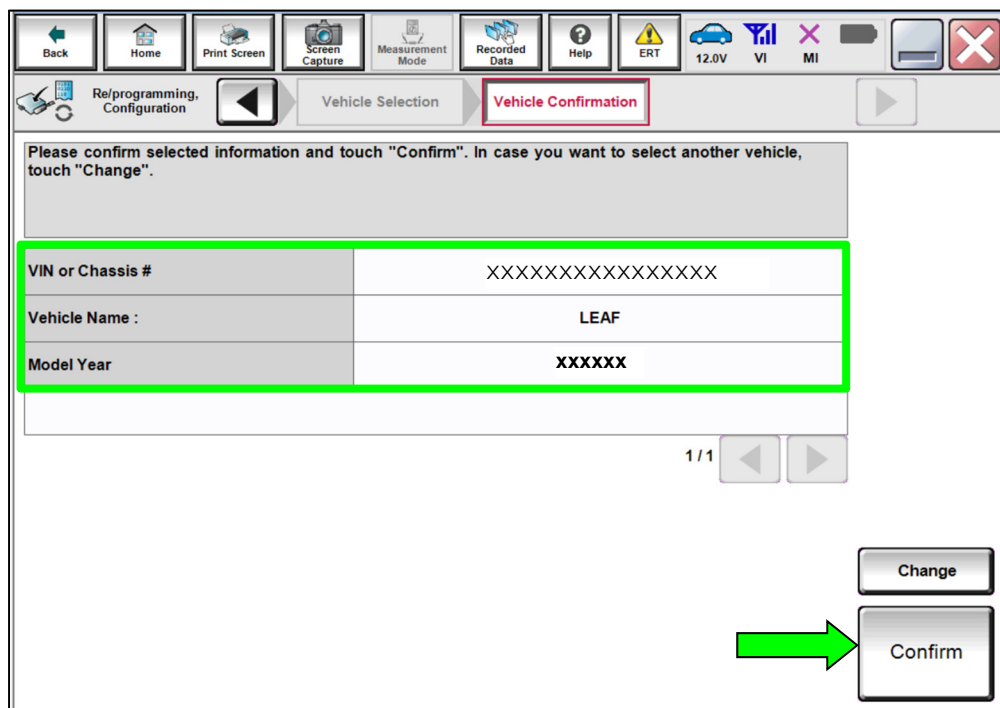 Back
Home
Print Screen
Screen
Capture
Measurement
Mode
Recorded
Data
Help
ERT
12.0V
VI
MI
Re/programming,
Configuration
Vehicle Selection
Vehicle Confirmation
Please confirm selected information and touch "Confirm". In case you want to select another vehicle,
touch "Change".
VIN or Chassis #
XXXXXXXXXXXXXXXX
Vehicle Name :
LEAF
Model Year
XXXXXX
1 / 1
Change
Confirm